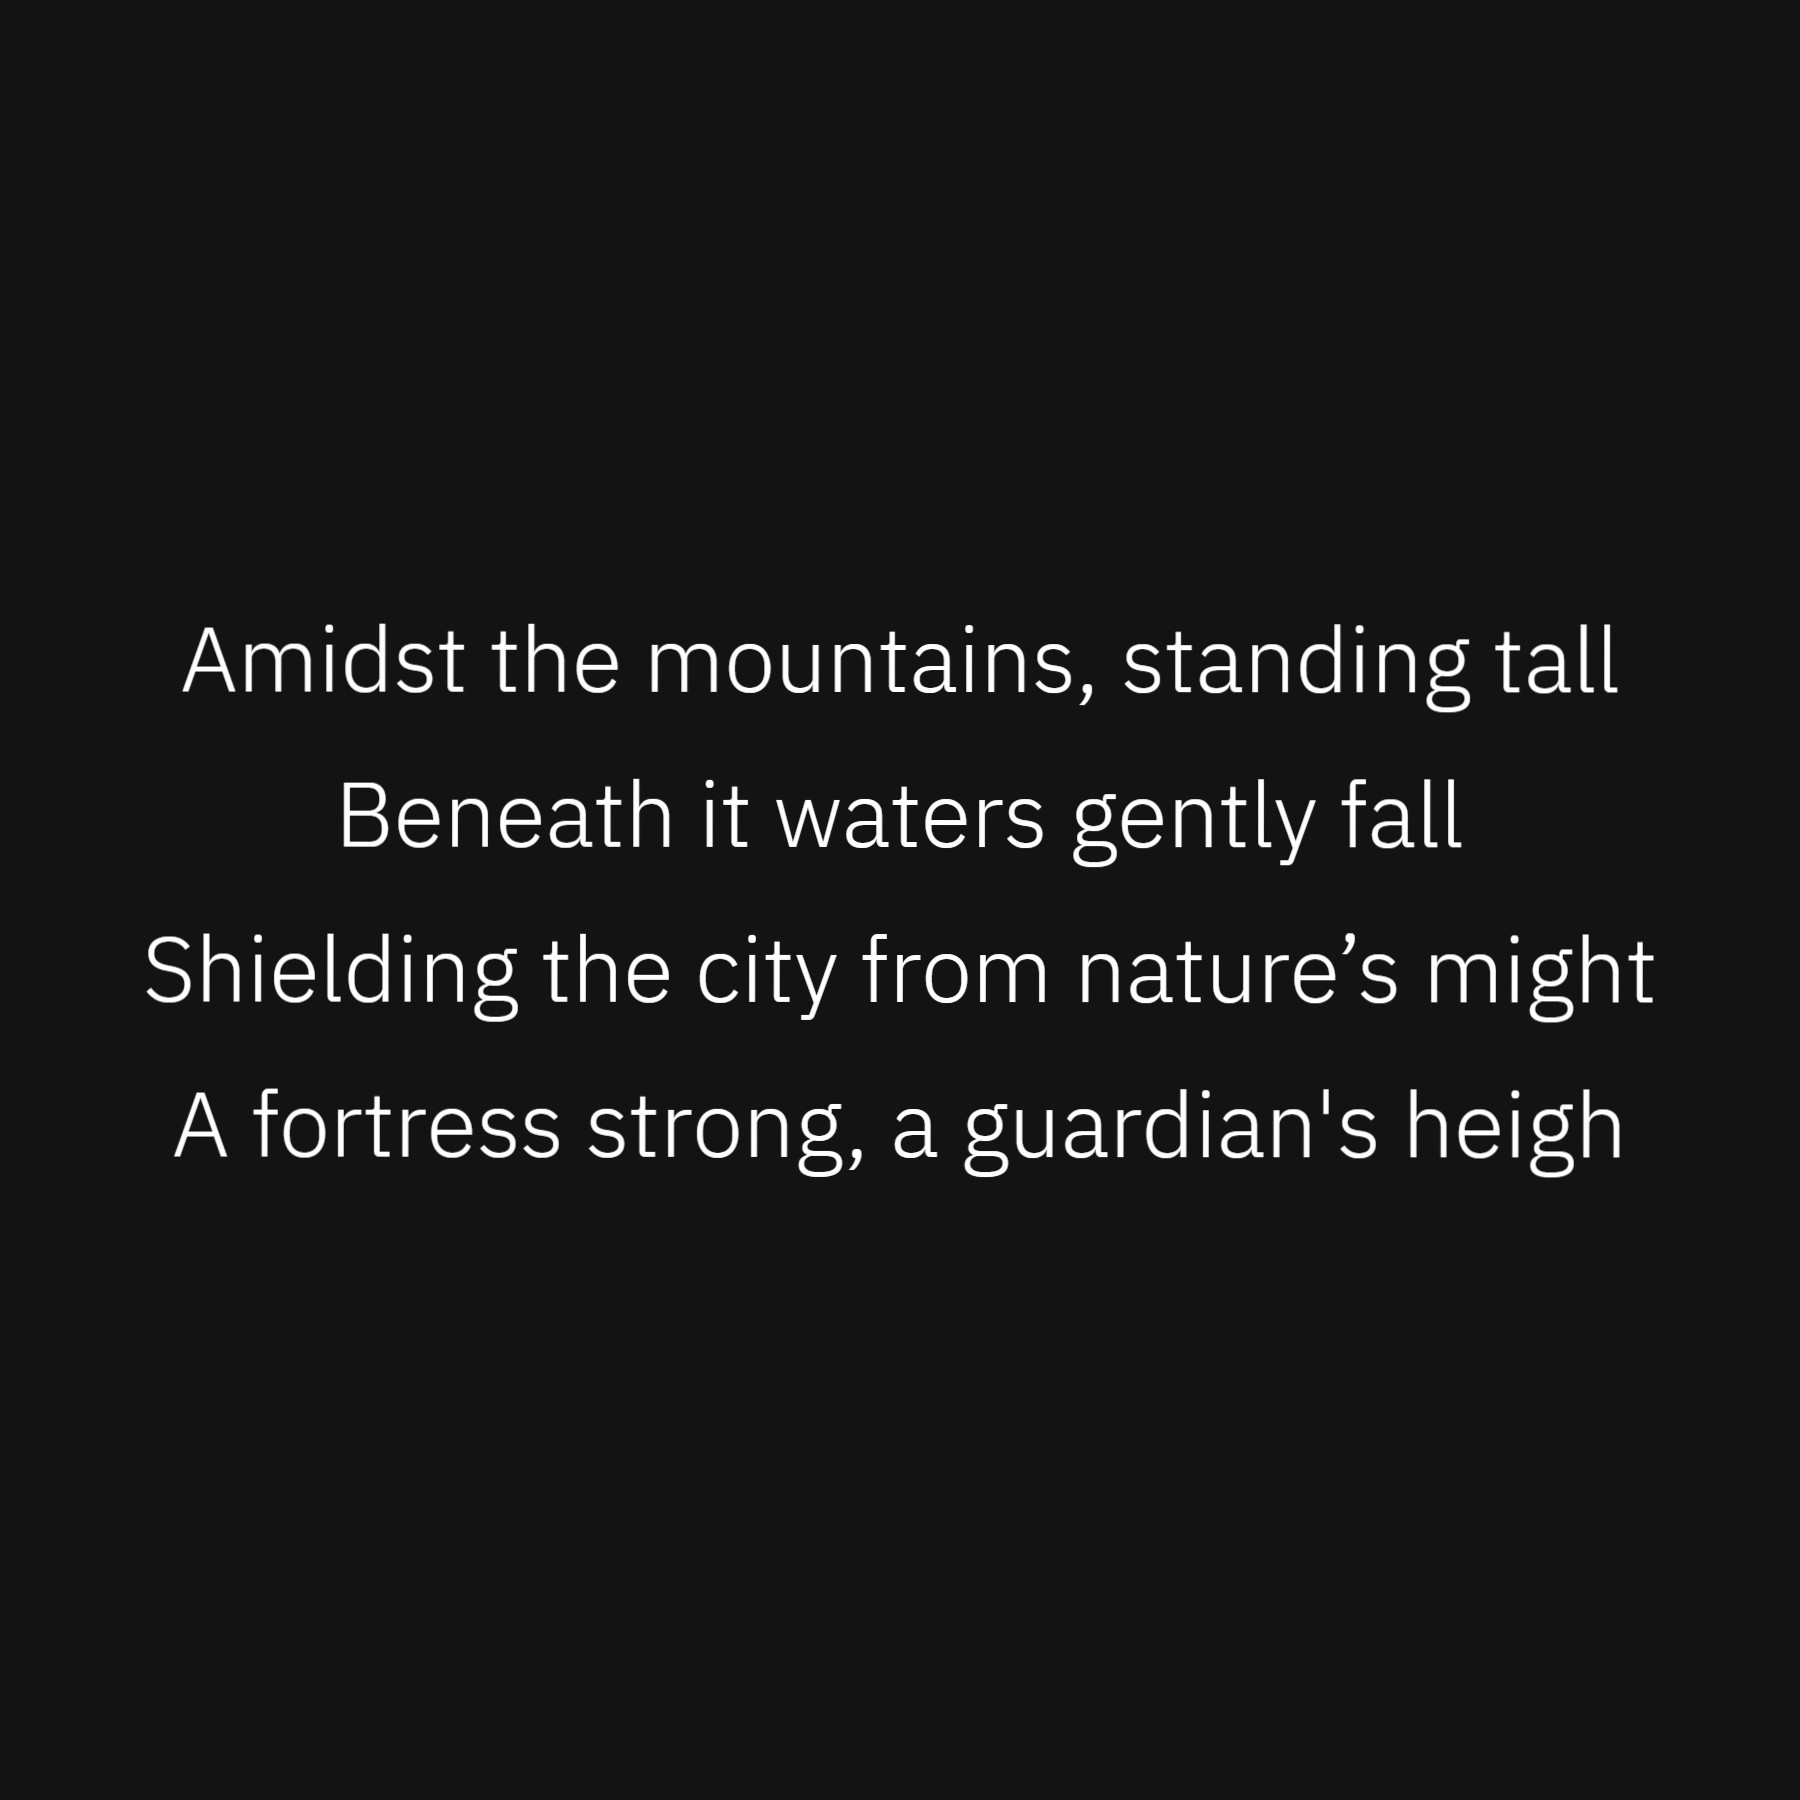 Amidst the mountains, standing tall
Beneath it waters gently fall
Shielding the city from nature’s might
A fortress strong, a guardian's heigh